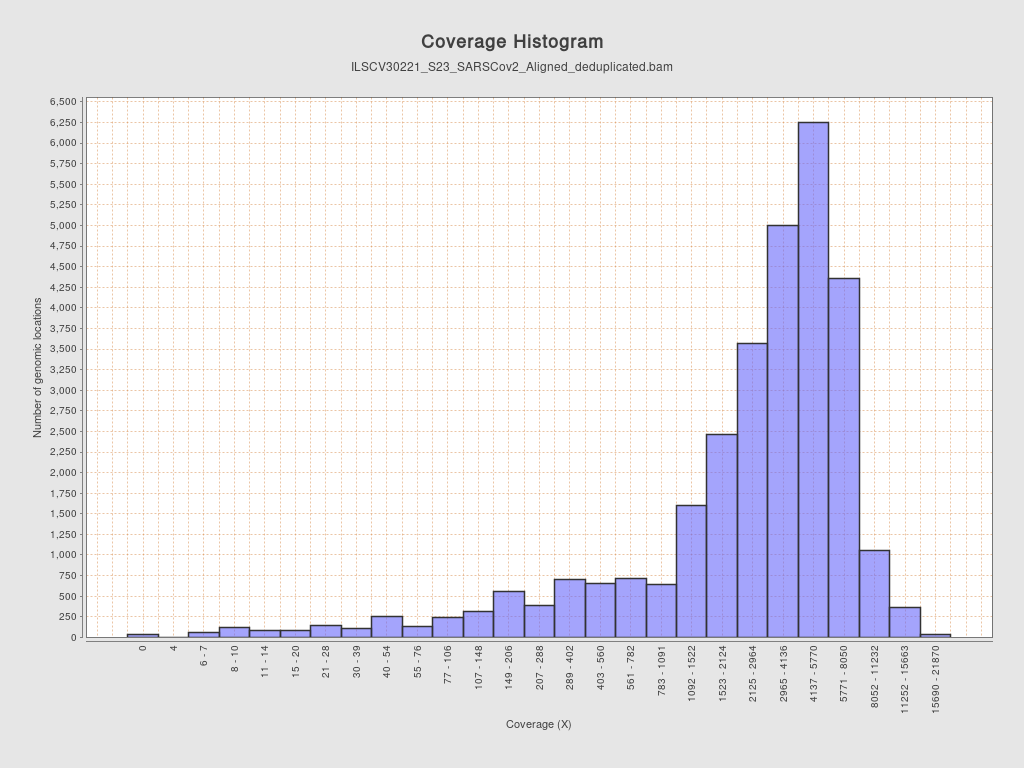 Coverage Histogram
ILSCV30221_S23_SARSCov2_Aligned_deduplicated.bam
Number of genomic locations
6,500
6,250
6,000
5,750
5,500
5,250
5,000
4,750
4,500
4,250
4,000
3,750
3,500
3,250
3,000
2,750
2,500
2,250
2,000
1,750
1,500
1,250
1,000
750
500
250
0
0
4
6 - 7
8 - 10
11 - 14
15 - 20
21 - 28
30 - 39
40 - 54
55 - 76
77 - 106
107 - 148
149 - 206
207 - 288
289 - 402
403 - 560
561 - 782
783 - 1091
1092 - 1522
1523 - 2124
2125 - 2964
2965 - 4136
4137 - 5770
5771 - 8050
8052 - 11232
11252 - 15663
15690 - 21870
Coverage (X)